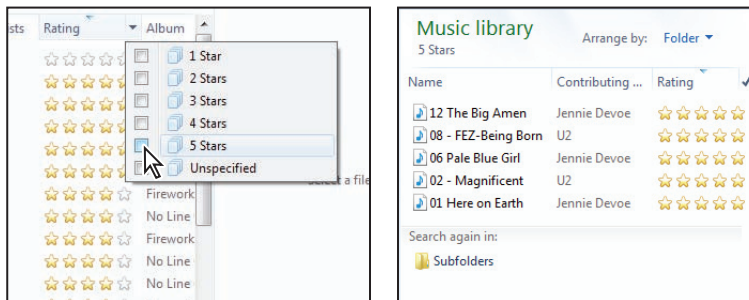 sts Rating Album
1 Star
2 Stars
3 Stars
4 Stars
5 Stars
Unspecified
Select a file
Firework
No Line
Firework
No Line
No Line
Music library
5 Stars
Arrange by: Folder
Name Contributing ... Rating
12 The Big Amen Jennie Devoe
08 - FEZ-Being Born U2
06 Pale Blue Girl Jennie Devoe
02 - Magnificent U2
01 Here on Earth Jennie Devoe
Search again in:
Subfolders